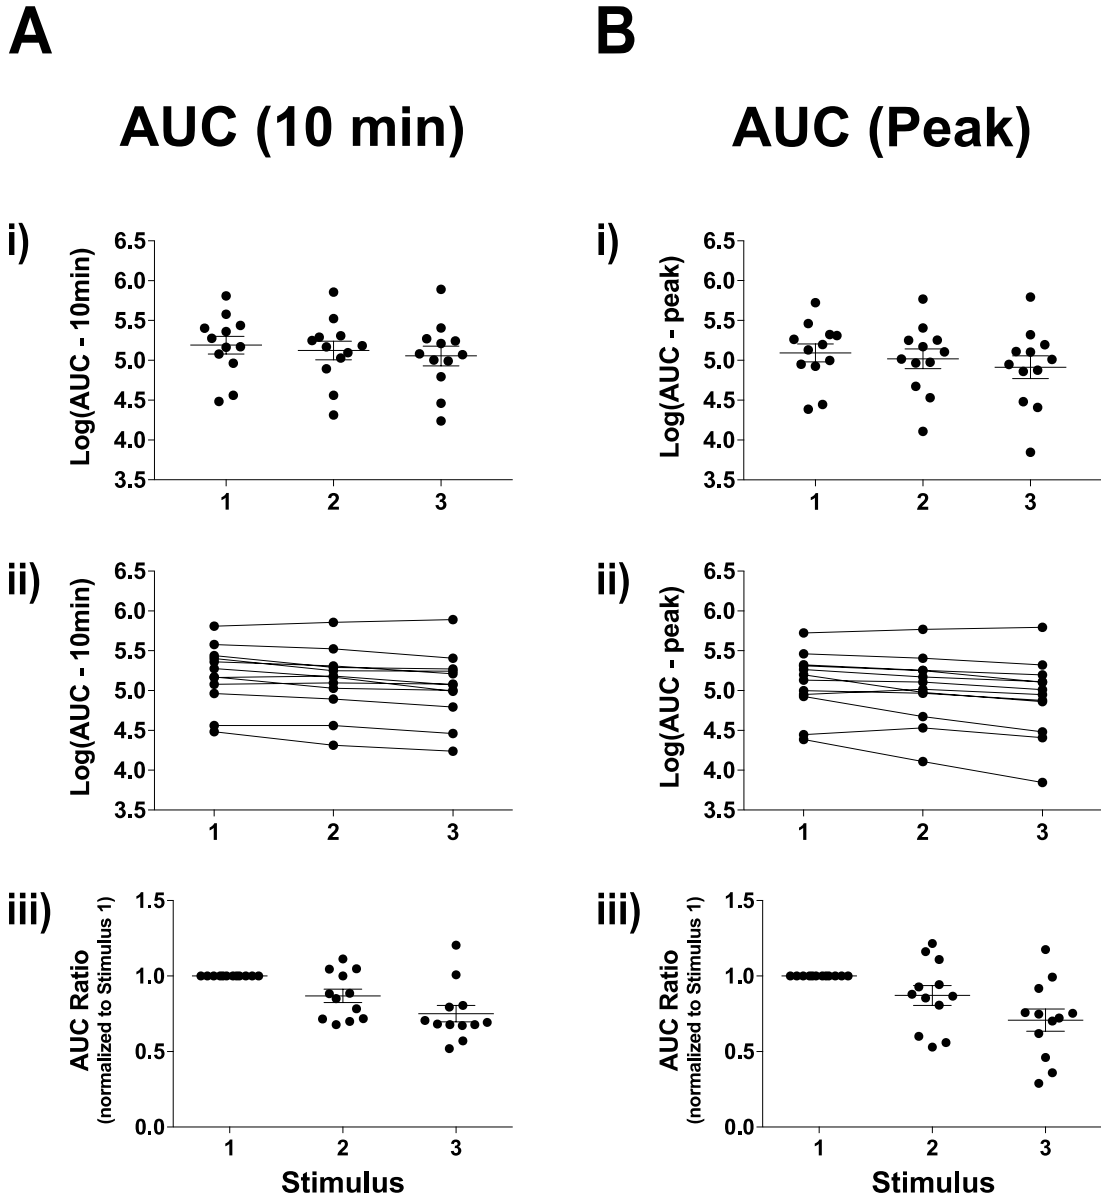 A
AUC (10 min)
i)
Log(AUC - 10min)
6.5
6.0
5.5
5.0
4.5
4.0
3.5
1 2 3
ii)
Log(AUC - 10min)
6.5
6.0
5.5
5.0
4.5
4.0
3.5
1 2 3
iii)
AUC Ratio
(normalized to Stimulus 1)
1.5
1.0
0.5
0.0
1 2 3
Stimulus
B
AUC (Peak)
i)
Log(AUC - peak)
6.5
6.0
5.5
5.0
4.5
4.0
3.5
1 2 3
ii)
Log(AUC - peak)
6.5
6.0
5.5
5.0
4.5
4.0
3.5
1 2 3
iii)
AUC Ratio
(normalized to Stimulus 1)
1.5
1.0
0.5
0.0
1 2 3
Stimulus